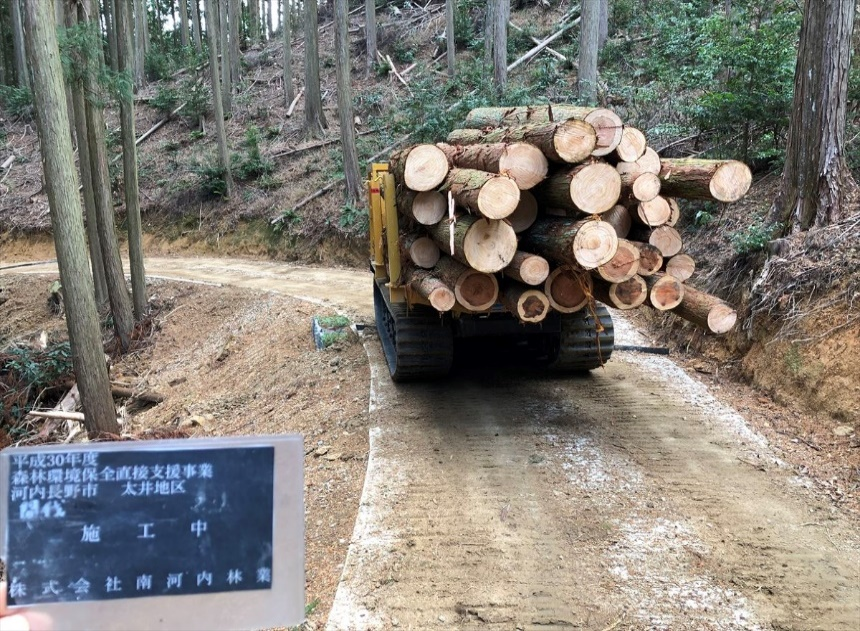 平成30年度
森林環境保全直接支援事業
河内長野市　太井地区
施　工　中
株式会社南河内林業